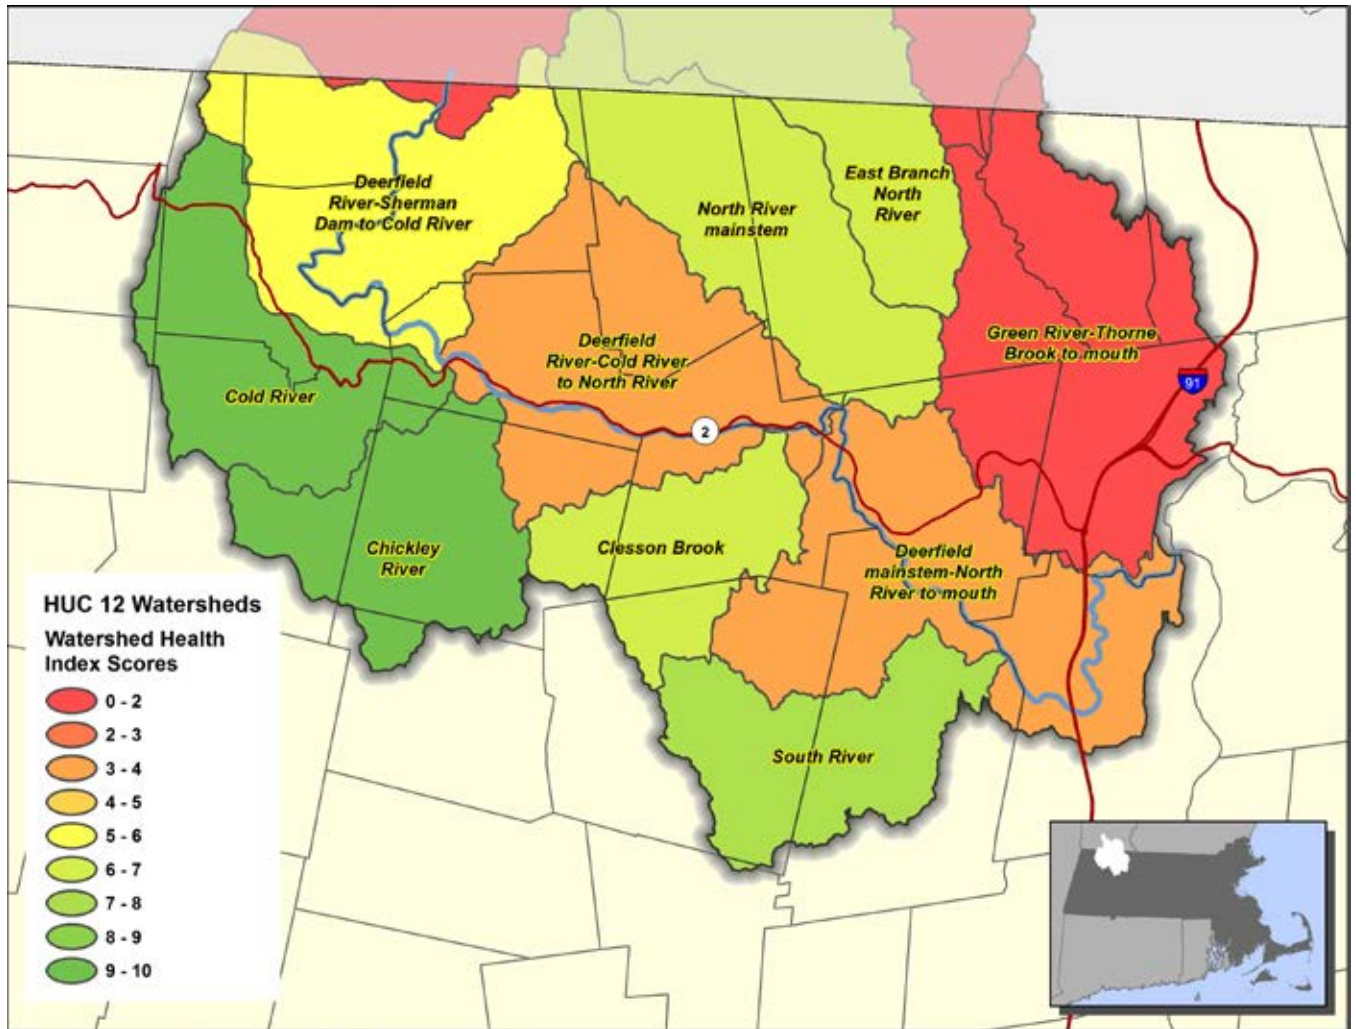 Deerfield
River-Sherman
Dam to Cold River
North River
mainstem
East Branch
North
River
Green River-Thorne
Brook to mouth
Deerfield
River-Cold River
to North River
Cold River
91
2
Chickley
River
Clesson Brook
Deerfield
mainstem-North
River to mouth
South River
HUC 12 Watersheds
Watershed Health
Index Scores
0 - 2
2 - 3
3 - 4
4 - 5
5 - 6
6 - 7
7 - 8
8 - 9
9 - 10